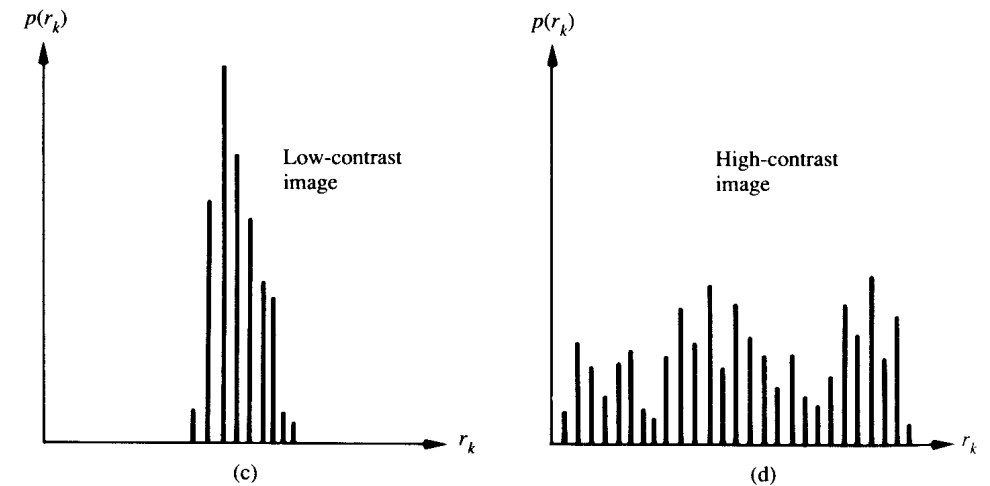 p(r_k)
Low-contrast
image
r_k
(c)
p(r_k)
High-contrast
image
r_k
(d)